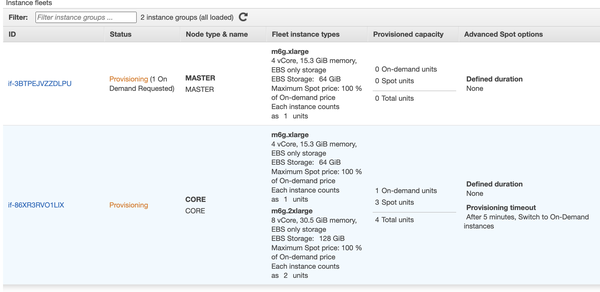 Instance fleets
Filter: Filter instance groups ... 2 instance groups (all loaded)
ID Status Node type & name Fleet instance types Provisioned capacity Advanced Spot options
if-3BTPEJVZZDLPU
Provisioning (1 On
Demand Requested)
MASTER
MASTER
m6g.xlarge
4 vCore, 15.3 GiB memory,
EBS only storage
EBS Storage: 64 GiB
Maximum Spot price: 100 %
of On-demand price
Each instance counts
as 1 units
0 On-demand units
0 Spot units
0 Total units
Defined duration
None
if-86XR3RVO1LIX
Provisioning
CORE
CORE
m6g.xlarge
4 vCore, 15.3 GiB memory,
EBS only storage
EBS Storage: 64 GiB
Maximum Spot price: 100 %
of On-demand price
Each instance counts
as 1 units
m6g.2xlarge
8 vCore, 30.5 GiB memory,
EBS only storage
EBS Storage: 128 GiB
Maximum Spot price: 100 %
of On-demand price
Each instance counts
as 2 units
1 On-demand units
3 Spot units
4 Total units
Defined duration
None
Provisioning timeout
After 5 minutes, Switch to On-Demand
instances